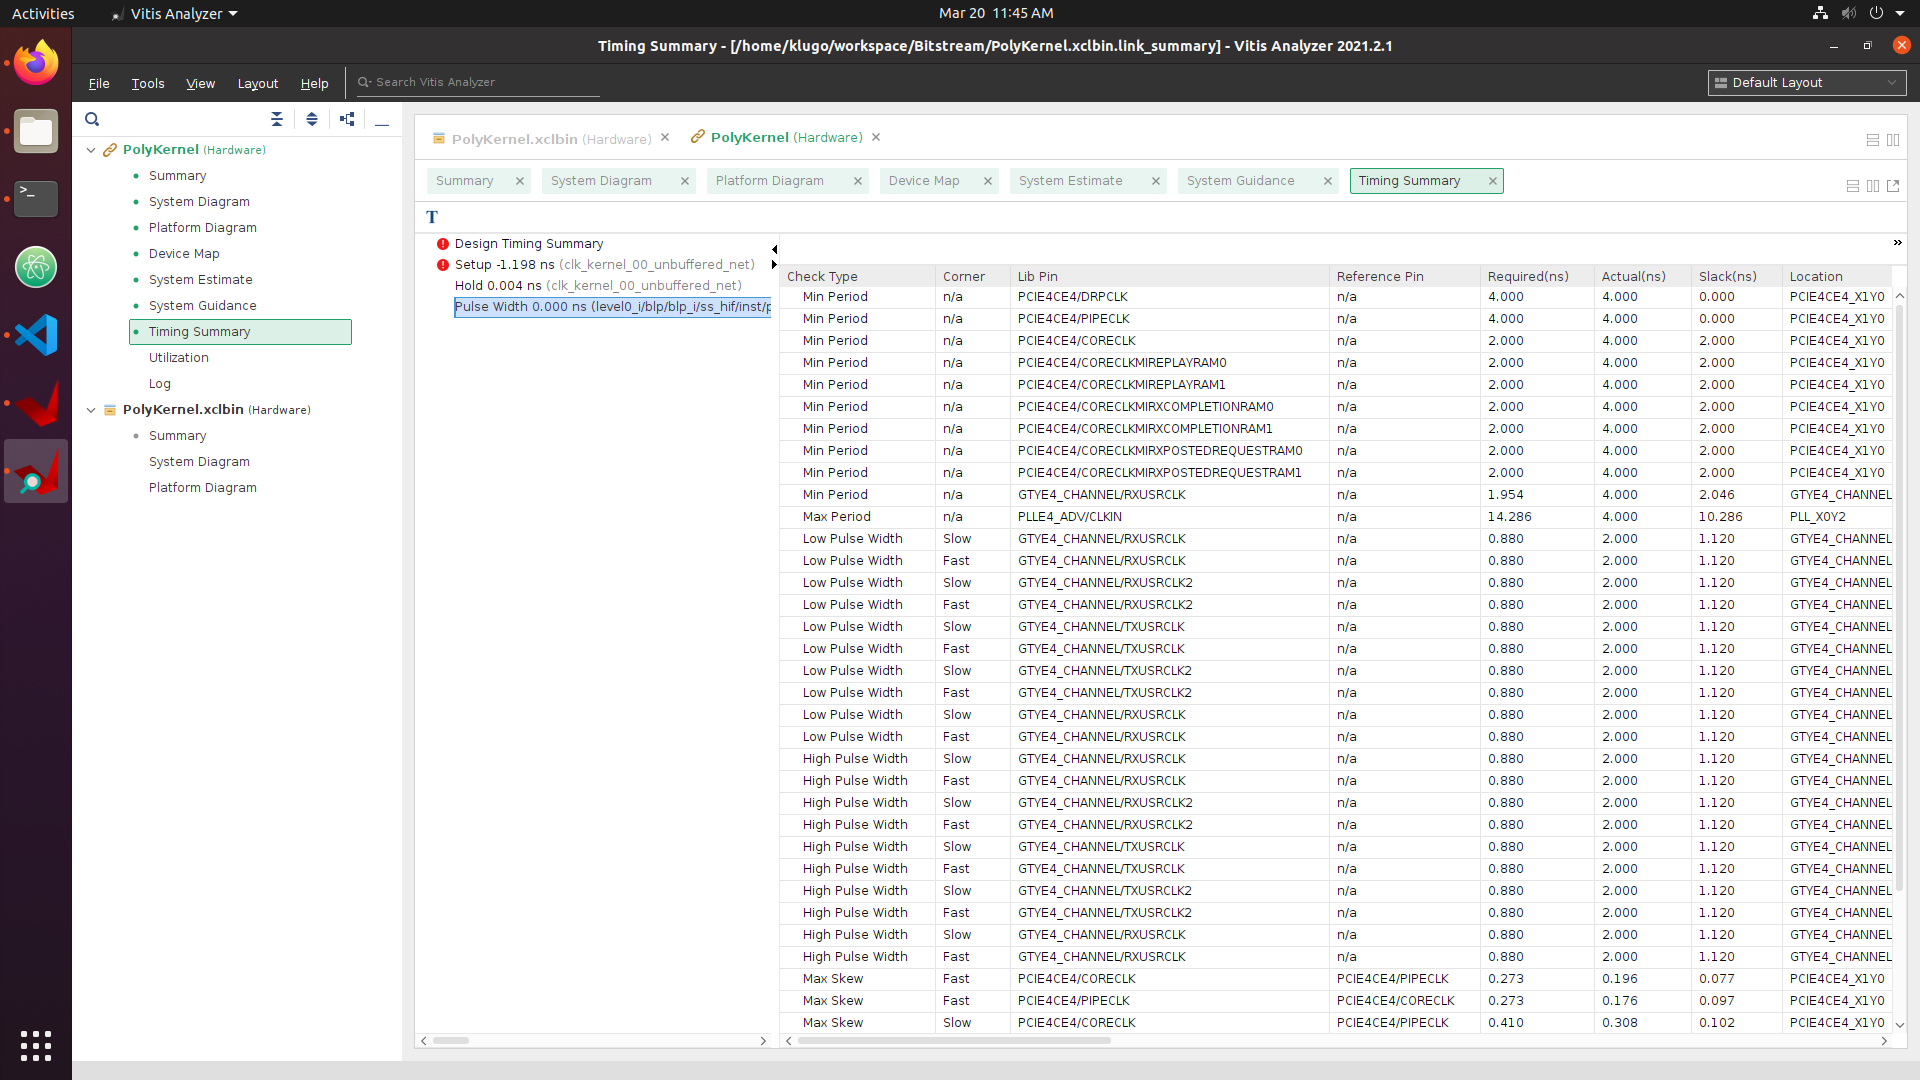 Activities Vitis Analyzer Mar 20 11:45 AM
Timing Summary - [/home/klugo/workspace/Bitstream/PolyKernel.xclbin.link_summary] - Vitis Analyzer 2021.2.1
File Tools View Layout Help Search Vitis Analyzer Default Layout
PolyKernel (Hardware)
Summary
System Diagram
Platform Diagram
Device Map
System Estimate
System Guidance
Timing Summary
Utilization
Log
PolyKernel.xclbin (Hardware)
Summary
System Diagram
Platform Diagram
PolyKernel.xclbin (Hardware) PolyKernel (Hardware)
Summary System Diagram Platform Diagram Device Map System Estimate System Guidance Timing Summary
T
Design Timing Summary
Setup -1.198 ns (clk_kernel_00_unbuffered_net)
Hold 0.004 ns (clk_kernel_00_unbuffered_net)
Pulse Width 0.000 ns (level0_i/blp/blp_i/ss_hif/inst/p
Check Type Corner Lib Pin Reference Pin Required(ns) Actual(ns) Slack(ns) Location
Min Period n/a PCIE4CE4/DRPCLK n/a 4.000 4.000 0.000 PCIE4CE4_X1Y0
Min Period n/a PCIE4CE4/PIPECLK n/a 4.000 4.000 0.000 PCIE4CE4_X1Y0
Min Period n/a PCIE4CE4/CORECLK n/a 2.000 4.000 2.000 PCIE4CE4_X1Y0
Min Period n/a PCIE4CE4/CORECLKMIREPLAYRAM0 n/a 2.000 4.000 2.000 PCIE4CE4_X1Y0
Min Period n/a PCIE4CE4/CORECLKMIREPLAYRAM1 n/a 2.000 4.000 2.000 PCIE4CE4_X1Y0
Min Period n/a PCIE4CE4/CORECLKMIRXCOMPLETIONRAM0 n/a 2.000 4.000 2.000 PCIE4CE4_X1Y0
Min Period n/a PCIE4CE4/CORECLKMIRXCOMPLETIONRAM1 n/a 2.000 4.000 2.000 PCIE4CE4_X1Y0
Min Period n/a PCIE4CE4/CORECLKMIRXPOSTEDREQUESTRAM0 n/a 2.000 4.000 2.000 PCIE4CE4_X1Y0
Min Period n/a PCIE4CE4/CORECLKMIRXPOSTEDREQUESTRAM1 n/a 2.000 4.000 2.000 PCIE4CE4_X1Y0
Min Period n/a GTYE4_CHANNEL/RXUSRCLK n/a 1.954 4.000 2.046 GTYE4_CHANNEL
Max Period n/a PLLE4_ADV/CLKIN n/a 14.286 4.000 10.286 PLL_X0Y2
Low Pulse Width Slow GTYE4_CHANNEL/RXUSRCLK n/a 0.880 2.000 1.120 GTYE4_CHANNEL
Low Pulse Width Fast GTYE4_CHANNEL/RXUSRCLK n/a 0.880 2.000 1.120 GTYE4_CHANNEL
Low Pulse Width Slow GTYE4_CHANNEL/RXUSRCLK2 n/a 0.880 2.000 1.120 GTYE4_CHANNEL
Low Pulse Width Fast GTYE4_CHANNEL/RXUSRCLK2 n/a 0.880 2.000 1.120 GTYE4_CHANNEL
Low Pulse Width Slow GTYE4_CHANNEL/TXUSRCLK n/a 0.880 2.000 1.120 GTYE4_CHANNEL
Low Pulse Width Fast GTYE4_CHANNEL/TXUSRCLK n/a 0.880 2.000 1.120 GTYE4_CHANNEL
Low Pulse Width Slow GTYE4_CHANNEL/TXUSRCLK2 n/a 0.880 2.000 1.120 GTYE4_CHANNEL
Low Pulse Width Fast GTYE4_CHANNEL/TXUSRCLK2 n/a 0.880 2.000 1.120 GTYE4_CHANNEL
Low Pulse Width Slow GTYE4_CHANNEL/RXUSRCLK n/a 0.880 2.000 1.120 GTYE4_CHANNEL
Low Pulse Width Fast GTYE4_CHANNEL/RXUSRCLK n/a 0.880 2.000 1.120 GTYE4_CHANNEL
High Pulse Width Slow GTYE4_CHANNEL/RXUSRCLK n/a 0.880 2.000 1.120 GTYE4_CHANNEL
High Pulse Width Fast GTYE4_CHANNEL/RXUSRCLK n/a 0.880 2.000 1.120 GTYE4_CHANNEL
High Pulse Width Slow GTYE4_CHANNEL/RXUSRCLK2 n/a 0.880 2.000 1.120 GTYE4_CHANNEL
High Pulse Width Fast GTYE4_CHANNEL/RXUSRCLK2 n/a 0.880 2.000 1.120 GTYE4_CHANNEL
High Pulse Width Slow GTYE4_CHANNEL/TXUSRCLK n/a 0.880 2.000 1.120 GTYE4_CHANNEL
High Pulse Width Fast GTYE4_CHANNEL/TXUSRCLK n/a 0.880 2.000 1.120 GTYE4_CHANNEL
High Pulse Width Slow GTYE4_CHANNEL/TXUSRCLK2 n/a 0.880 2.000 1.120 GTYE4_CHANNEL
High Pulse Width Fast GTYE4_CHANNEL/TXUSRCLK2 n/a 0.880 2.000 1.120 GTYE4_CHANNEL
High Pulse Width Slow GTYE4_CHANNEL/RXUSRCLK n/a 0.880 2.000 1.120 GTYE4_CHANNEL
High Pulse Width Fast GTYE4_CHANNEL/RXUSRCLK n/a 0.880 2.000 1.120 GTYE4_CHANNEL
Max Skew Fast PCIE4CE4/CORECLK PCIE4CE4/PIPECLK 0.273 0.196 0.077 PCIE4CE4_X1Y0
Max Skew Fast PCIE4CE4/PIPECLK PCIE4CE4/CORECLK 0.273 0.176 0.097 PCIE4CE4_X1Y0
Max Skew Slow PCIE4CE4/CORECLK PCIE4CE4/PIPECLK 0.410 0.308 0.102 PCIE4CE4_X1Y0